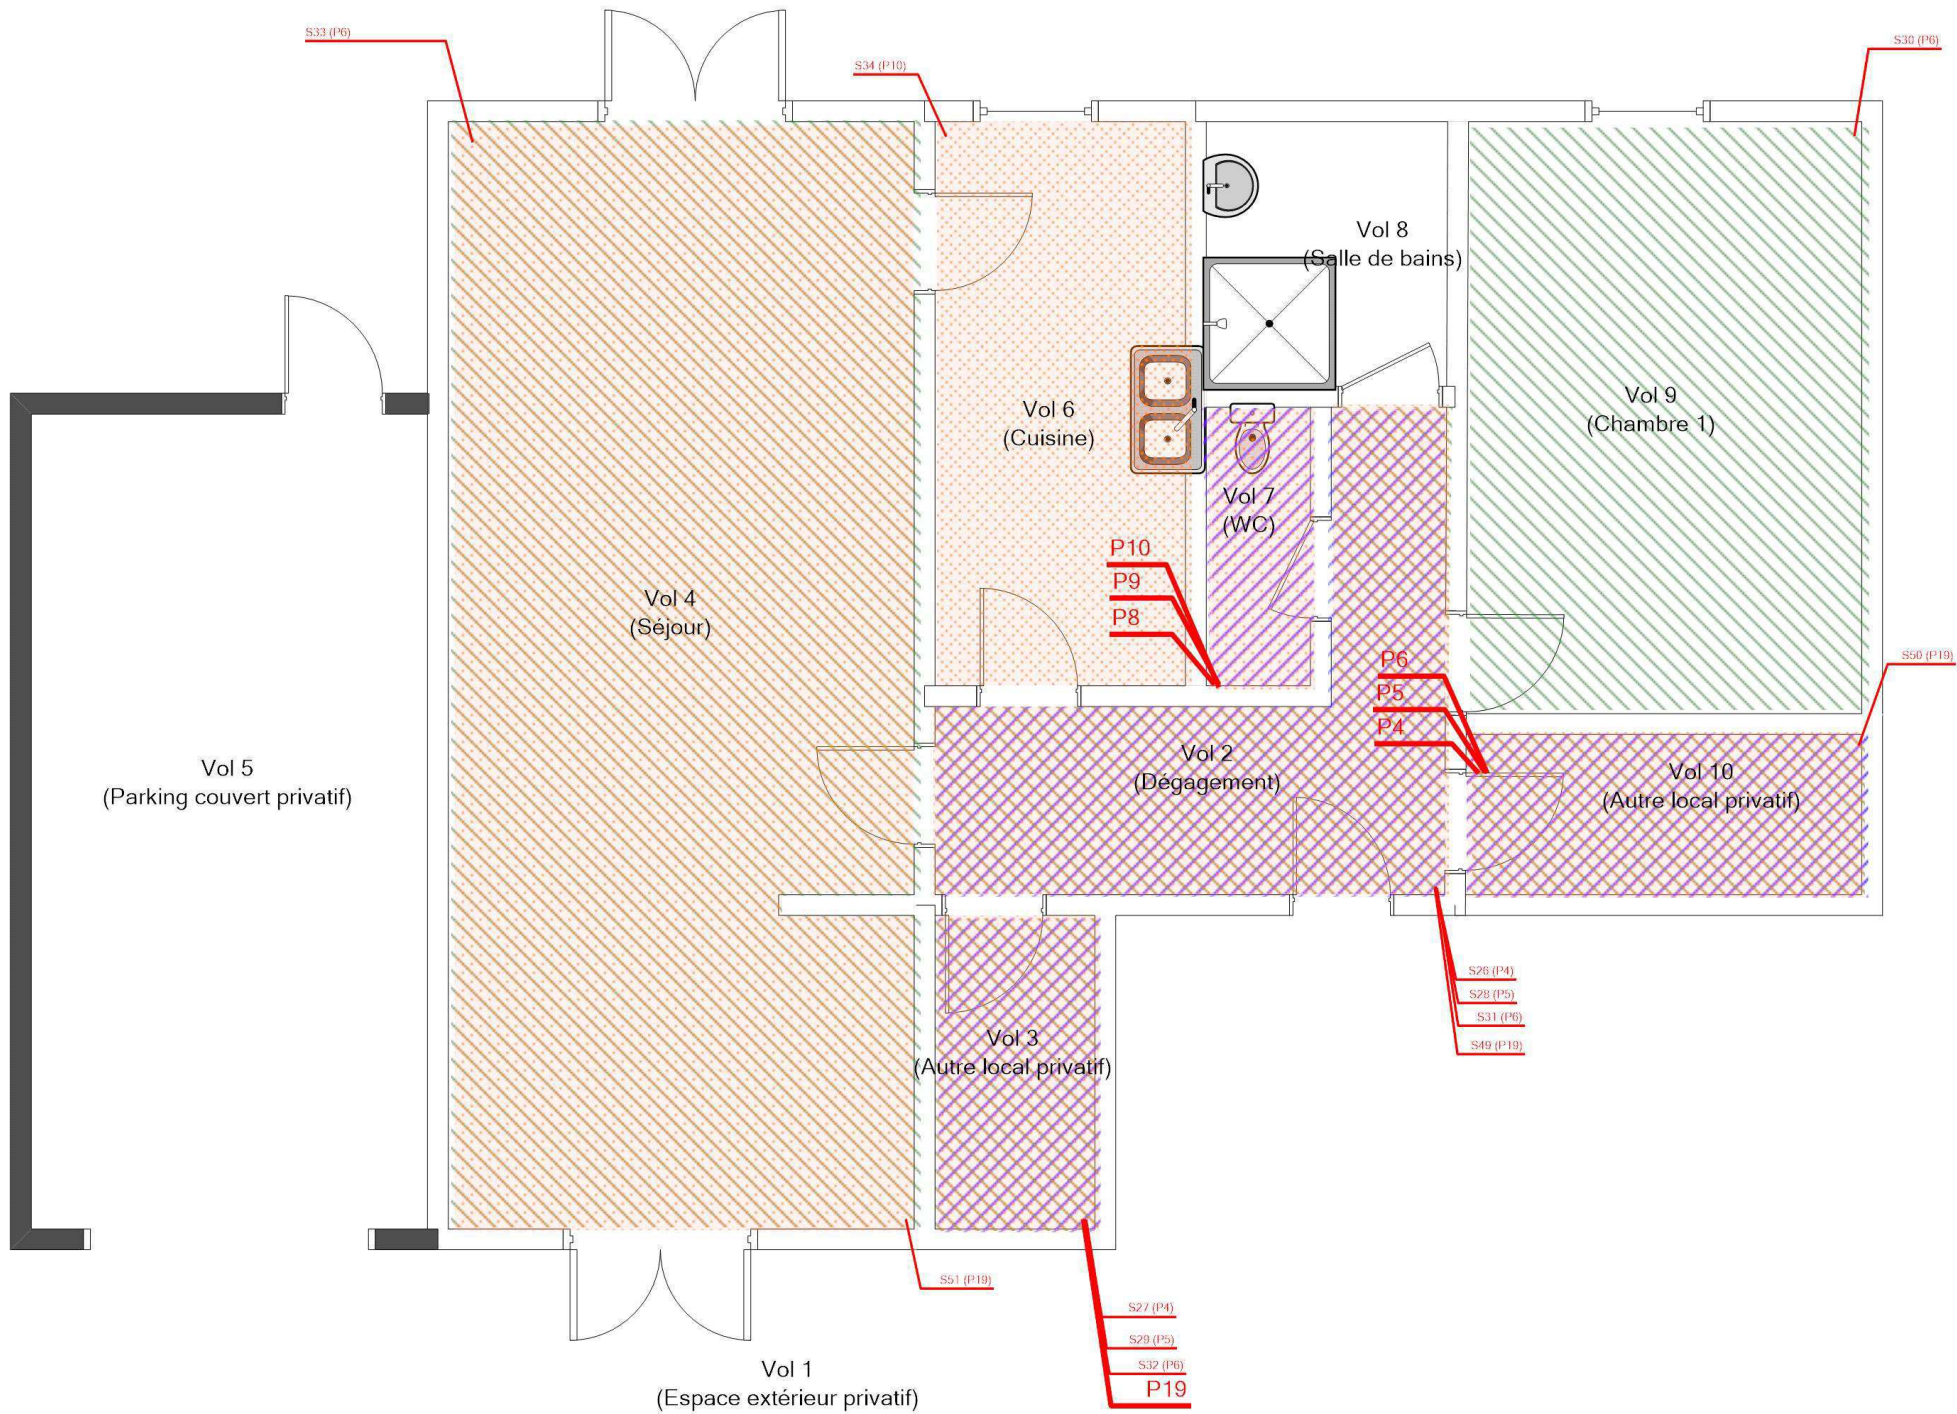 S33 (P6)
S34 (P10)
S30 (P6)
Vol 8
(Salle de bains)
Vol 6
(Cuisine)
Vol 9
(Chambre 1)
Vol 7
(WC)
P10
P9
P8
Vol 4
(Séjour)
P6
P5
P4
S50 (P19)
Vol 5
(Parking couvert privatif)
Vol 2
(Dégagement)
Vol 10
(Autre local privatif)
S26 (P4)
S28 (P5)
S31 (P6)
S49 (P19)
Vol 3
(Autre local privatif)
S51 (P19)
S27 (P4)
S29 (P5)
S32 (P6)
P19
Vol 1
(Espace extérieur privatif)